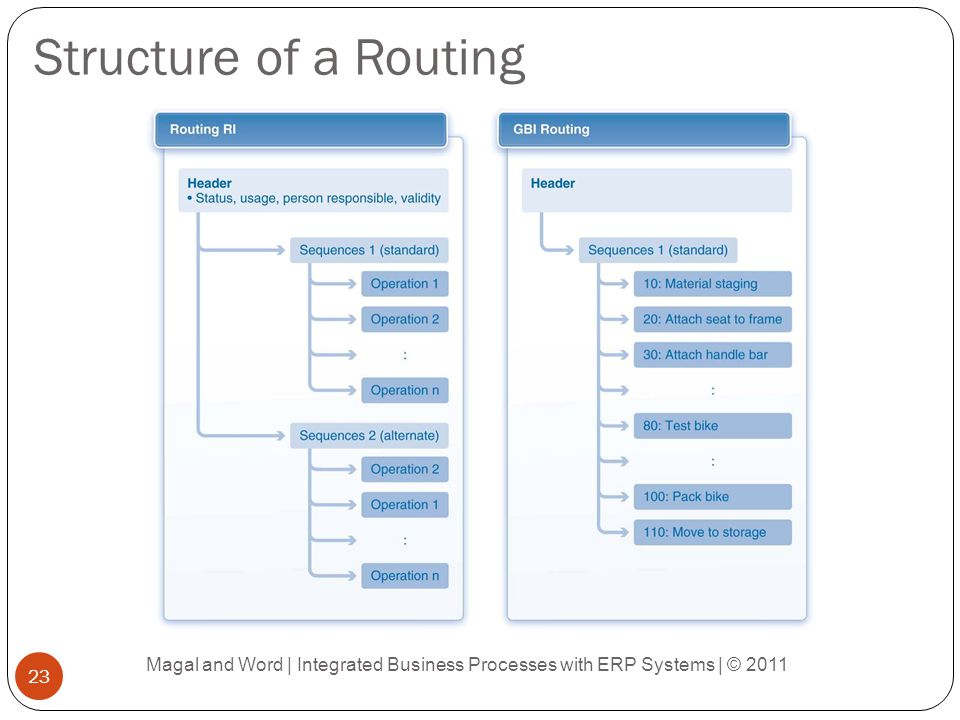 Structure of a Routing
Routing RI
Header
• Status, usage, person responsible, validity
Sequences 1 (standard)
Operation 1
Operation 2
:
Operation n
Sequences 2 (alternate)
Operation 2
Operation 1
:
Operation n
GBI Routing
Header
Sequences 1 (standard)
10: Material staging
20: Attach seat to frame
30: Attach handle bar
:
80: Test bike
:
100: Pack bike
110: Move to storage
Magal and Word | Integrated Business Processes with ERP Systems | © 2011
23